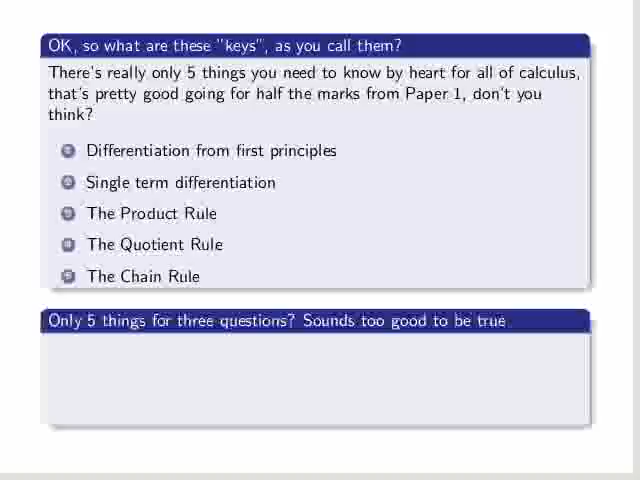 OK, so what are these "keys", as you call them?
There's really only 5 things you need to know by heart for all of calculus,
that's pretty good going for half the marks from Paper 1, don't you
think?
Differentiation from first principles
Single term differentiation
The Product Rule
The Quotient Rule
The Chain Rule
Only 5 things for three questions? Sounds too good to be true